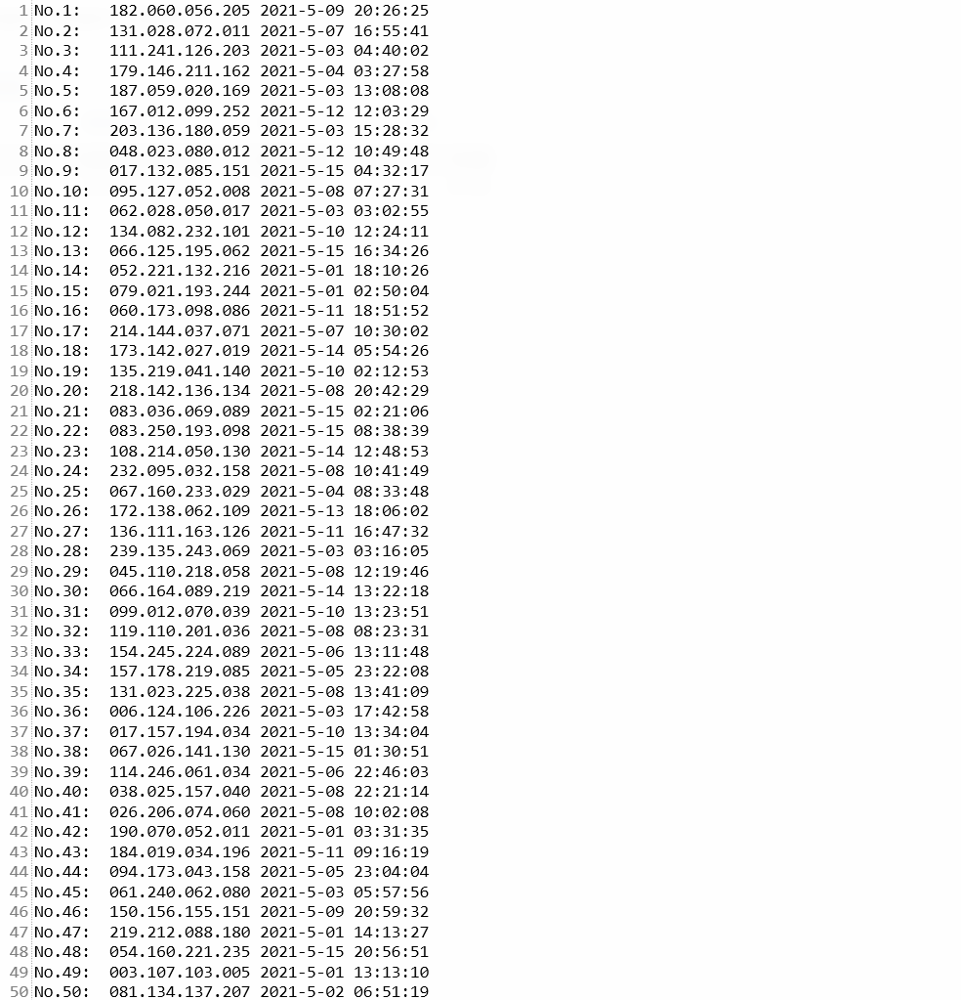 1 No.1: 182.060.056.205 2021-5-09 20:26:25
2 No.2: 131.028.072.011 2021-5-07 16:55:41
3 No.3: 111.241.126.203 2021-5-03 04:40:02
4 No.4: 179.146.211.162 2021-5-04 03:27:58
5 No.5: 187.059.020.169 2021-5-03 13:08:08
6 No.6: 167.012.099.252 2021-5-12 12:03:29
7 No.7: 203.136.180.059 2021-5-03 15:28:32
8 No.8: 048.023.080.012 2021-5-12 10:49:48
9 No.9: 017.132.085.151 2021-5-15 04:32:17
10 No.10: 095.127.052.008 2021-5-08 07:27:31
11 No.11: 062.028.050.017 2021-5-03 03:02:55
12 No.12: 134.082.232.101 2021-5-10 12:24:11
13 No.13: 066.125.195.062 2021-5-15 16:34:26
14 No.14: 052.221.132.216 2021-5-01 18:10:26
15 No.15: 079.021.193.244 2021-5-01 02:50:04
16 No.16: 060.173.098.086 2021-5-11 18:51:52
17 No.17: 214.144.037.071 2021-5-07 10:30:02
18 No.18: 173.142.027.019 2021-5-14 05:54:26
19 No.19: 135.219.041.140 2021-5-10 02:12:53
20 No.20: 218.142.136.134 2021-5-08 20:42:29
21 No.21: 083.036.069.089 2021-5-15 02:21:06
22 No.22: 083.250.193.098 2021-5-15 08:38:39
23 No.23: 108.214.050.130 2021-5-14 12:48:53
24 No.24: 232.095.032.158 2021-5-08 10:41:49
25 No.25: 067.160.233.029 2021-5-04 08:33:48
26 No.26: 172.138.062.109 2021-5-13 18:06:02
27 No.27: 136.111.163.126 2021-5-11 16:47:32
28 No.28: 239.135.243.069 2021-5-03 03:16:05
29 No.29: 045.110.218.058 2021-5-08 12:19:46
30 No.30: 066.164.089.219 2021-5-14 13:22:18
31 No.31: 099.012.070.039 2021-5-10 13:23:51
32 No.32: 119.110.201.036 2021-5-08 08:23:31
33 No.33: 154.245.224.089 2021-5-06 13:11:48
34 No.34: 157.178.219.085 2021-5-05 23:22:08
35 No.35: 131.023.225.038 2021-5-08 13:41:09
36 No.36: 006.124.106.226 2021-5-03 17:42:58
37 No.37: 017.157.194.034 2021-5-10 13:34:04
38 No.38: 067.026.141.130 2021-5-15 01:30:51
39 No.39: 114.246.061.034 2021-5-06 22:46:03
40 No.40: 038.025.157.040 2021-5-08 22:21:14
41 No.41: 026.206.074.060 2021-5-08 10:02:08
42 No.42: 190.070.052.011 2021-5-01 03:31:35
43 No.43: 184.019.034.196 2021-5-11 09:16:19
44 No.44: 094.173.043.158 2021-5-05 23:04:04
45 No.45: 061.240.062.080 2021-5-03 05:57:56
46 No.46: 150.156.155.151 2021-5-09 20:59:32
47 No.47: 219.212.088.180 2021-5-01 14:13:27
48 No.48: 054.160.221.235 2021-5-15 20:56:51
49 No.49: 003.107.103.005 2021-5-01 13:13:10
50 No.50: 081.134.137.207 2021-5-02 06:51:19